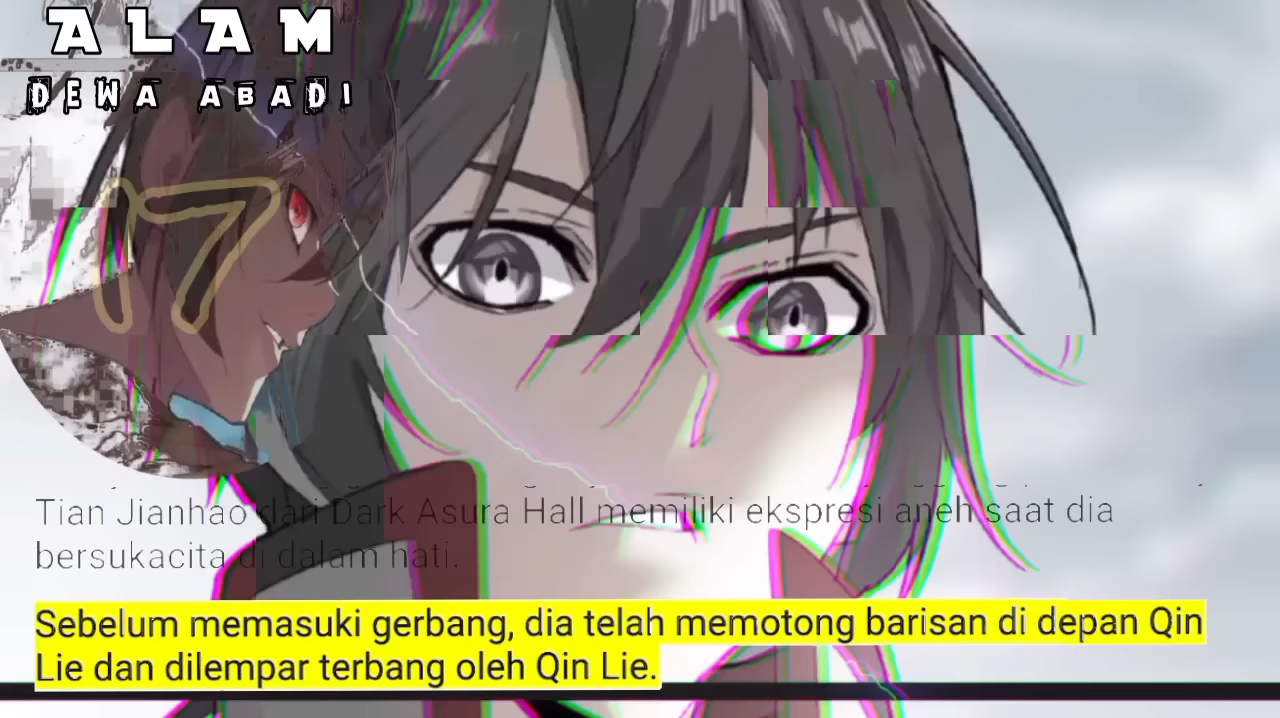 ALAM
DEWA ABADI
17
Tian Jianhao dari Dark Asura Hall memiliki ekspresi aneh saat dia
bersukacita di dalam hati.
Sebelum memasuki gerbang, dia telah memotong barisan di depan Qin
Lie dan dilempar terbang oleh Qin Lie.